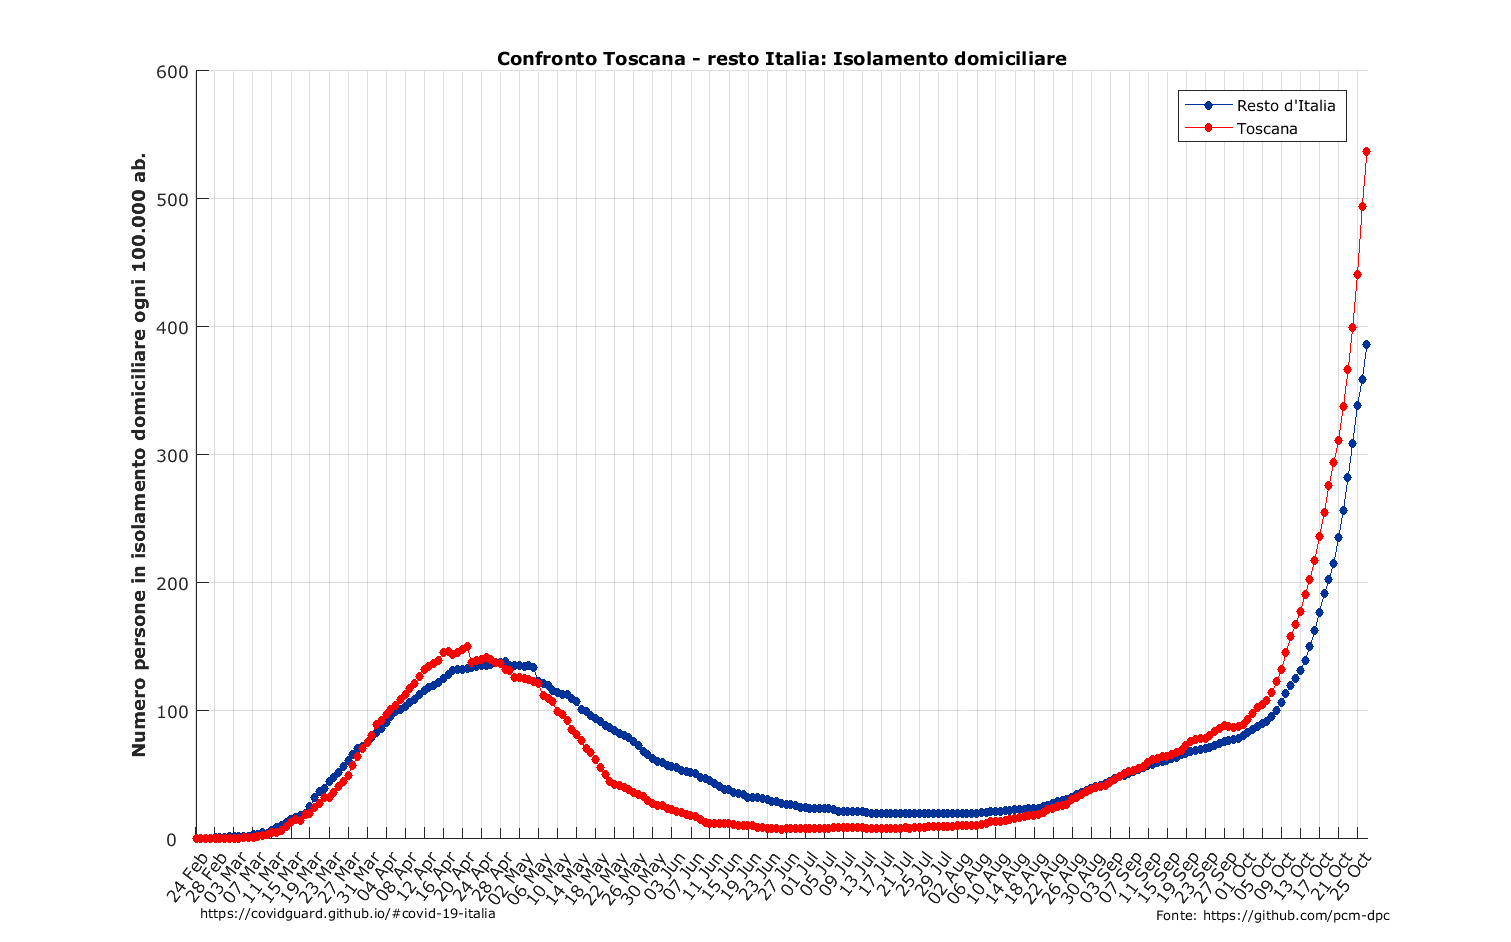 Confronto Toscana - resto Italia: Isolamento domiciliare
Resto d'Italia
Toscana
Numero persone in isolamento domiciliare ogni 100.000 ab.
600
500
400
300
200
100
0
24 Feb
28 Feb
03 Mar
07 Mar
11 Mar
15 Mar
19 Mar
23 Mar
27 Mar
31 Mar
04 Apr
08 Apr
12 Apr
16 Apr
20 Apr
24 Apr
28 Apr
02 May
06 May
10 May
14 May
18 May
22 May
26 May
30 May
03 Jun
07 Jun
11 Jun
15 Jun
19 Jun
23 Jun
27 Jun
01 Jul
05 Jul
09 Jul
13 Jul
17 Jul
21 Jul
25 Jul
29 Jul
02 Aug
06 Aug
10 Aug
14 Aug
18 Aug
22 Aug
26 Aug
30 Aug
03 Sep
07 Sep
11 Sep
15 Sep
19 Sep
23 Sep
27 Sep
01 Oct
05 Oct
09 Oct
13 Oct
17 Oct
21 Oct
25 Oct
https://covidguard.github.io/#covid-19-italia
Fonte: https://github.com/pcm-dpc